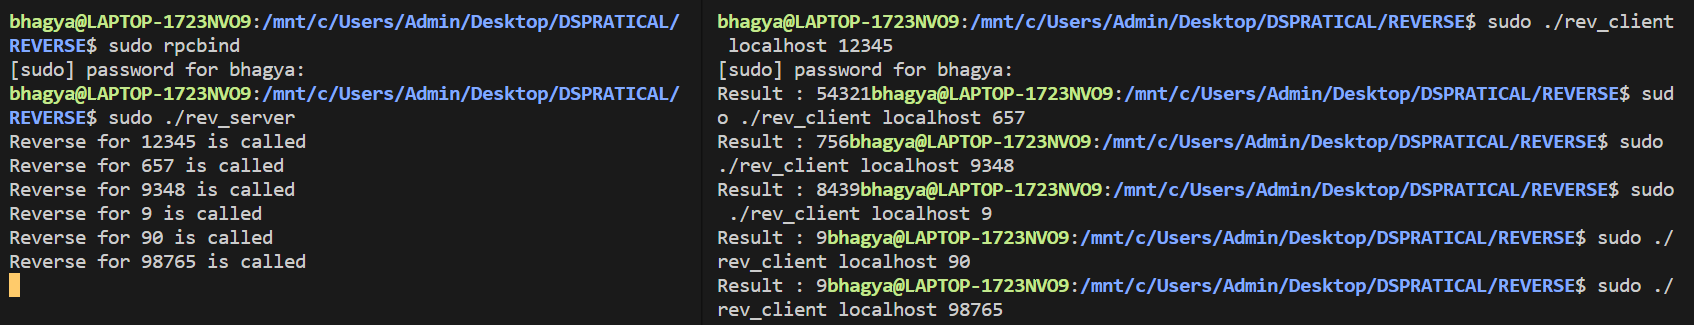 bhagya@LAPTOP-1723NVO9:/mnt/c/Users/Admin/Desktop/DSPRATICAL/
REVERSE$ sudo rpcbind
[sudo] password for bhagya:
bhagya@LAPTOP-1723NVO9:/mnt/c/Users/Admin/Desktop/DSPRATICAL/
REVERSE$ sudo ./rev_server
Reverse for 12345 is called
Reverse for 657 is called
Reverse for 9348 is called
Reverse for 9 is called
Reverse for 90 is called
Reverse for 98765 is called
bhagya@LAPTOP-1723NVO9:/mnt/c/Users/Admin/Desktop/DSPRATICAL/REVERSE$ sudo ./rev_client
 localhost 12345
[sudo] password for bhagya:
Result : 54321bhagya@LAPTOP-1723NVO9:/mnt/c/Users/Admin/Desktop/DSPRATICAL/REVERSE$ sud
o ./rev_client localhost 657
Result : 756bhagya@LAPTOP-1723NVO9:/mnt/c/Users/Admin/Desktop/DSPRATICAL/REVERSE$ sudo
./rev_client localhost 9348
Result : 8439bhagya@LAPTOP-1723NVO9:/mnt/c/Users/Admin/Desktop/DSPRATICAL/REVERSE$ sudo
 ./rev_client localhost 9
Result : 9bhagya@LAPTOP-1723NVO9:/mnt/c/Users/Admin/Desktop/DSPRATICAL/REVERSE$ sudo ./
rev_client localhost 90
Result : 9bhagya@LAPTOP-1723NVO9:/mnt/c/Users/Admin/Desktop/DSPRATICAL/REVERSE$ sudo ./
rev_client localhost 98765